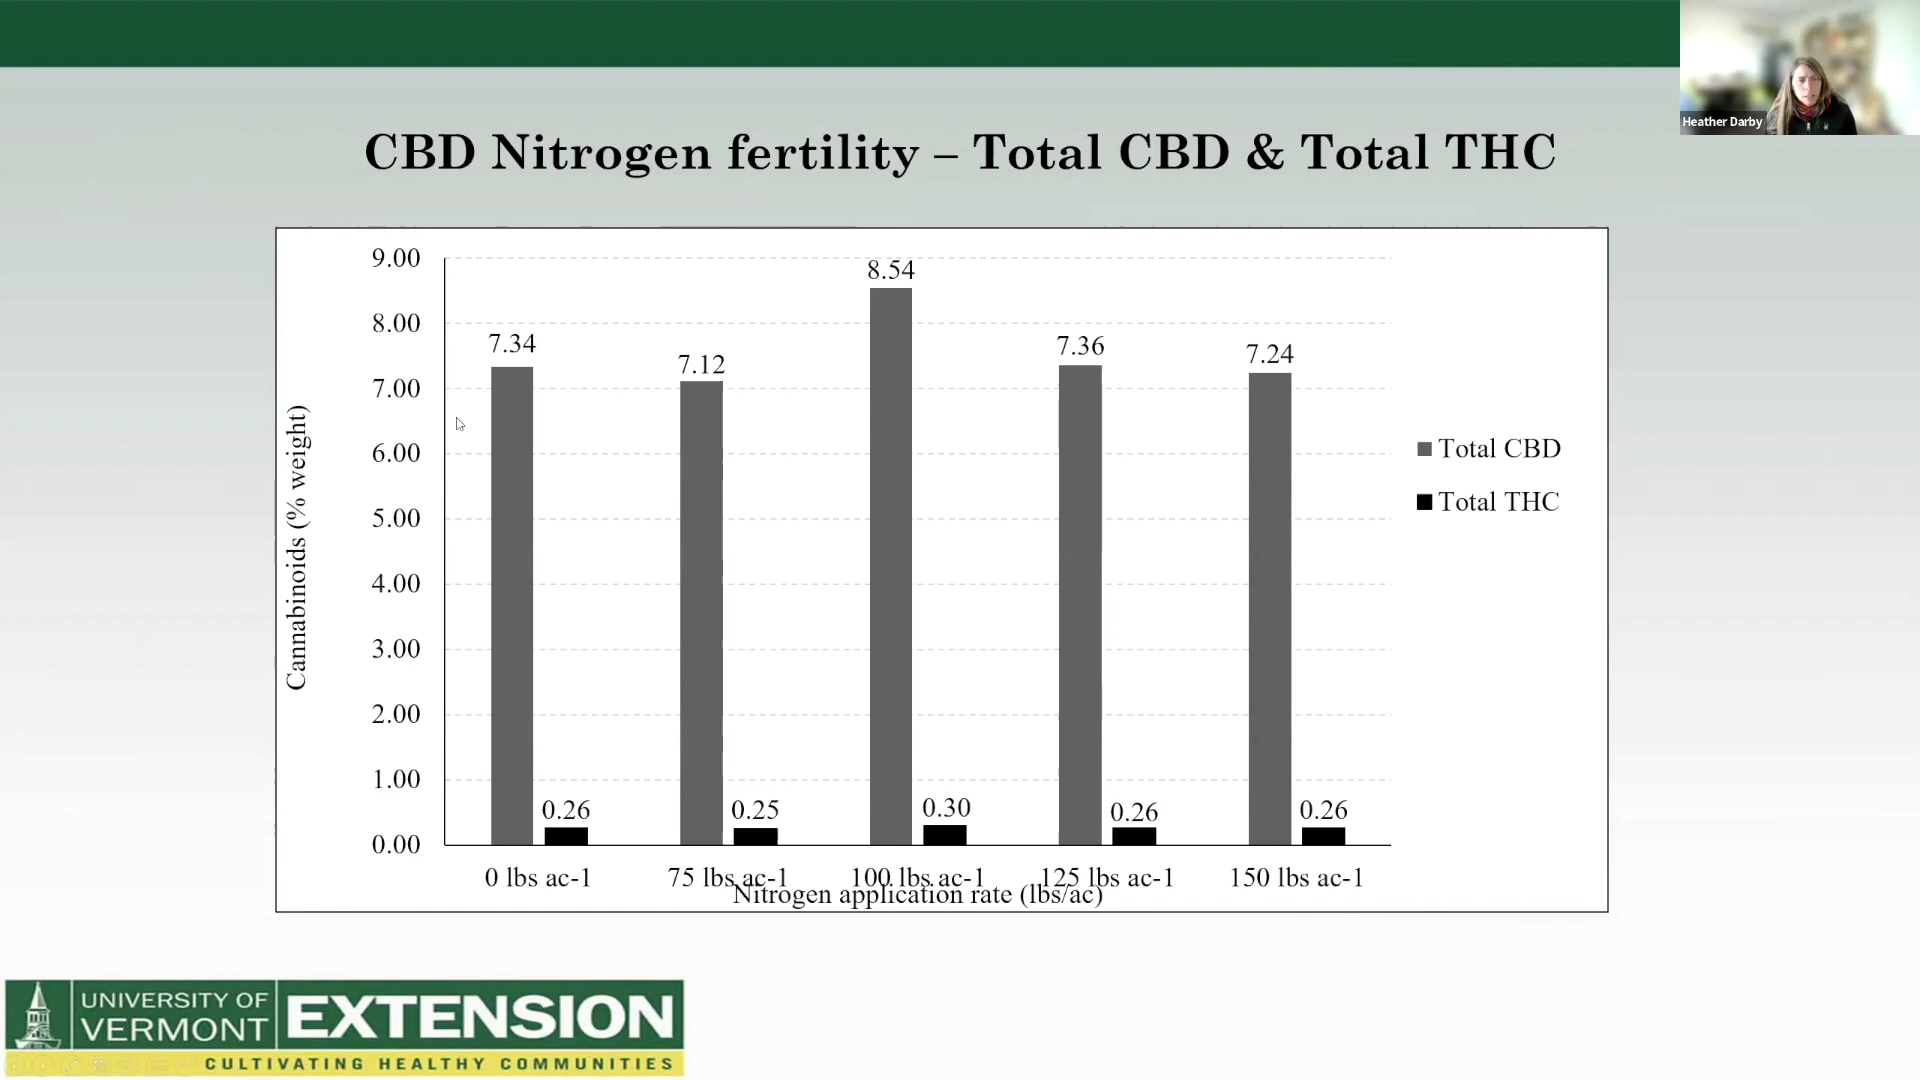 Heather Darby
CBD Nitrogen fertility – Total CBD & Total THC
Cannabinoids (% weight)
9.00
8.00
7.00
6.00
5.00
4.00
3.00
2.00
1.00
0.00
7.34
0.26
7.12
0.25
8.54
0.30
7.36
0.26
7.24
0.26
0 lbs ac-1
75 lbs ac-1
100 lbs ac-1
125 lbs ac-1
150 lbs ac-1
Nitrogen application rate (lbs/ac)
Total CBD
Total THC
UNIVERSITY OF
VERMONT
EXTENSION
CULTIVATING HEALTHY COMMUNITIES